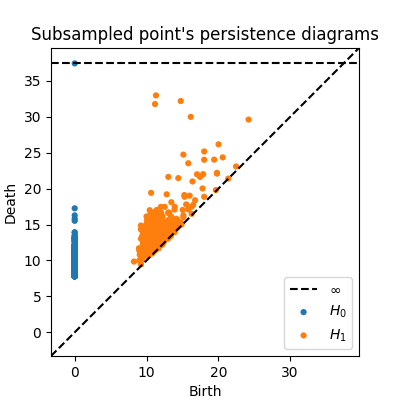 Subsampled point's persistence diagrams
35
30
25
20
15
10
5
0
Death
0 10 20 30
Birth
∞
H₀
H₁